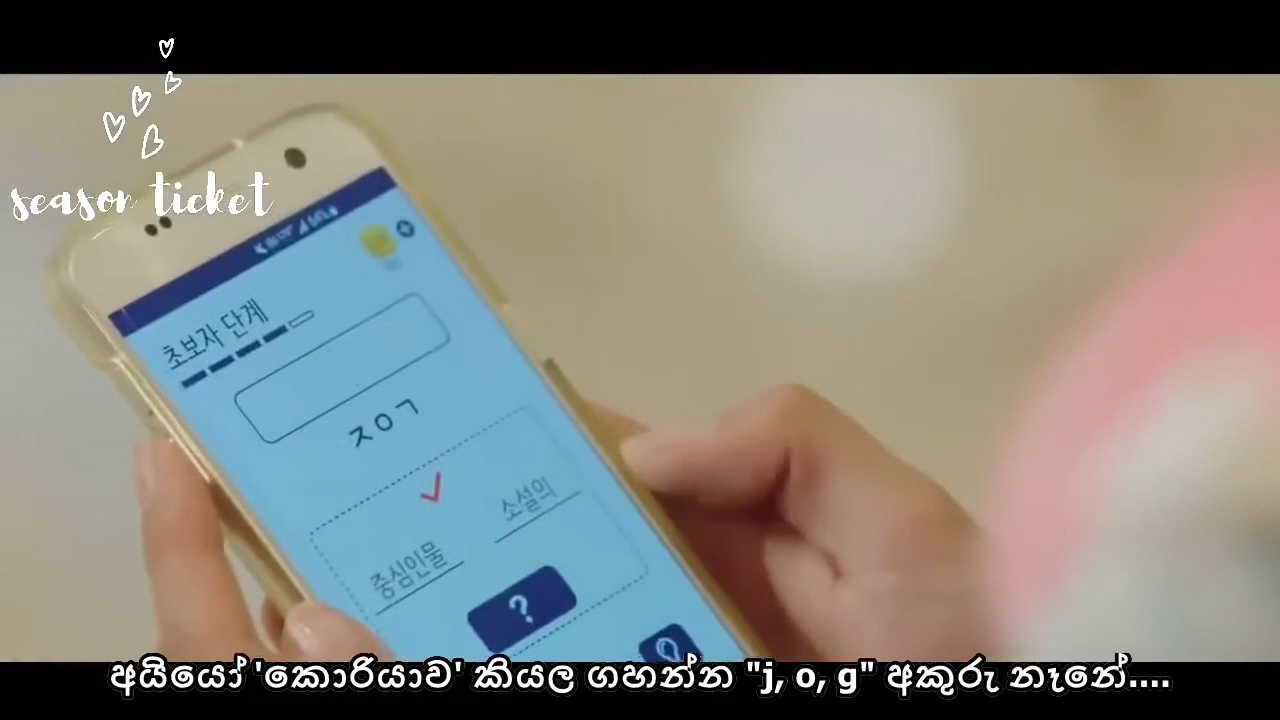 season ticket
초보자 단계
ㅈㅇㄱ
소설의
중심인물
?
අයියෝ 'කොරියාව' කියල ගහන්න "j, o, g" අකුරු නෑනේ....